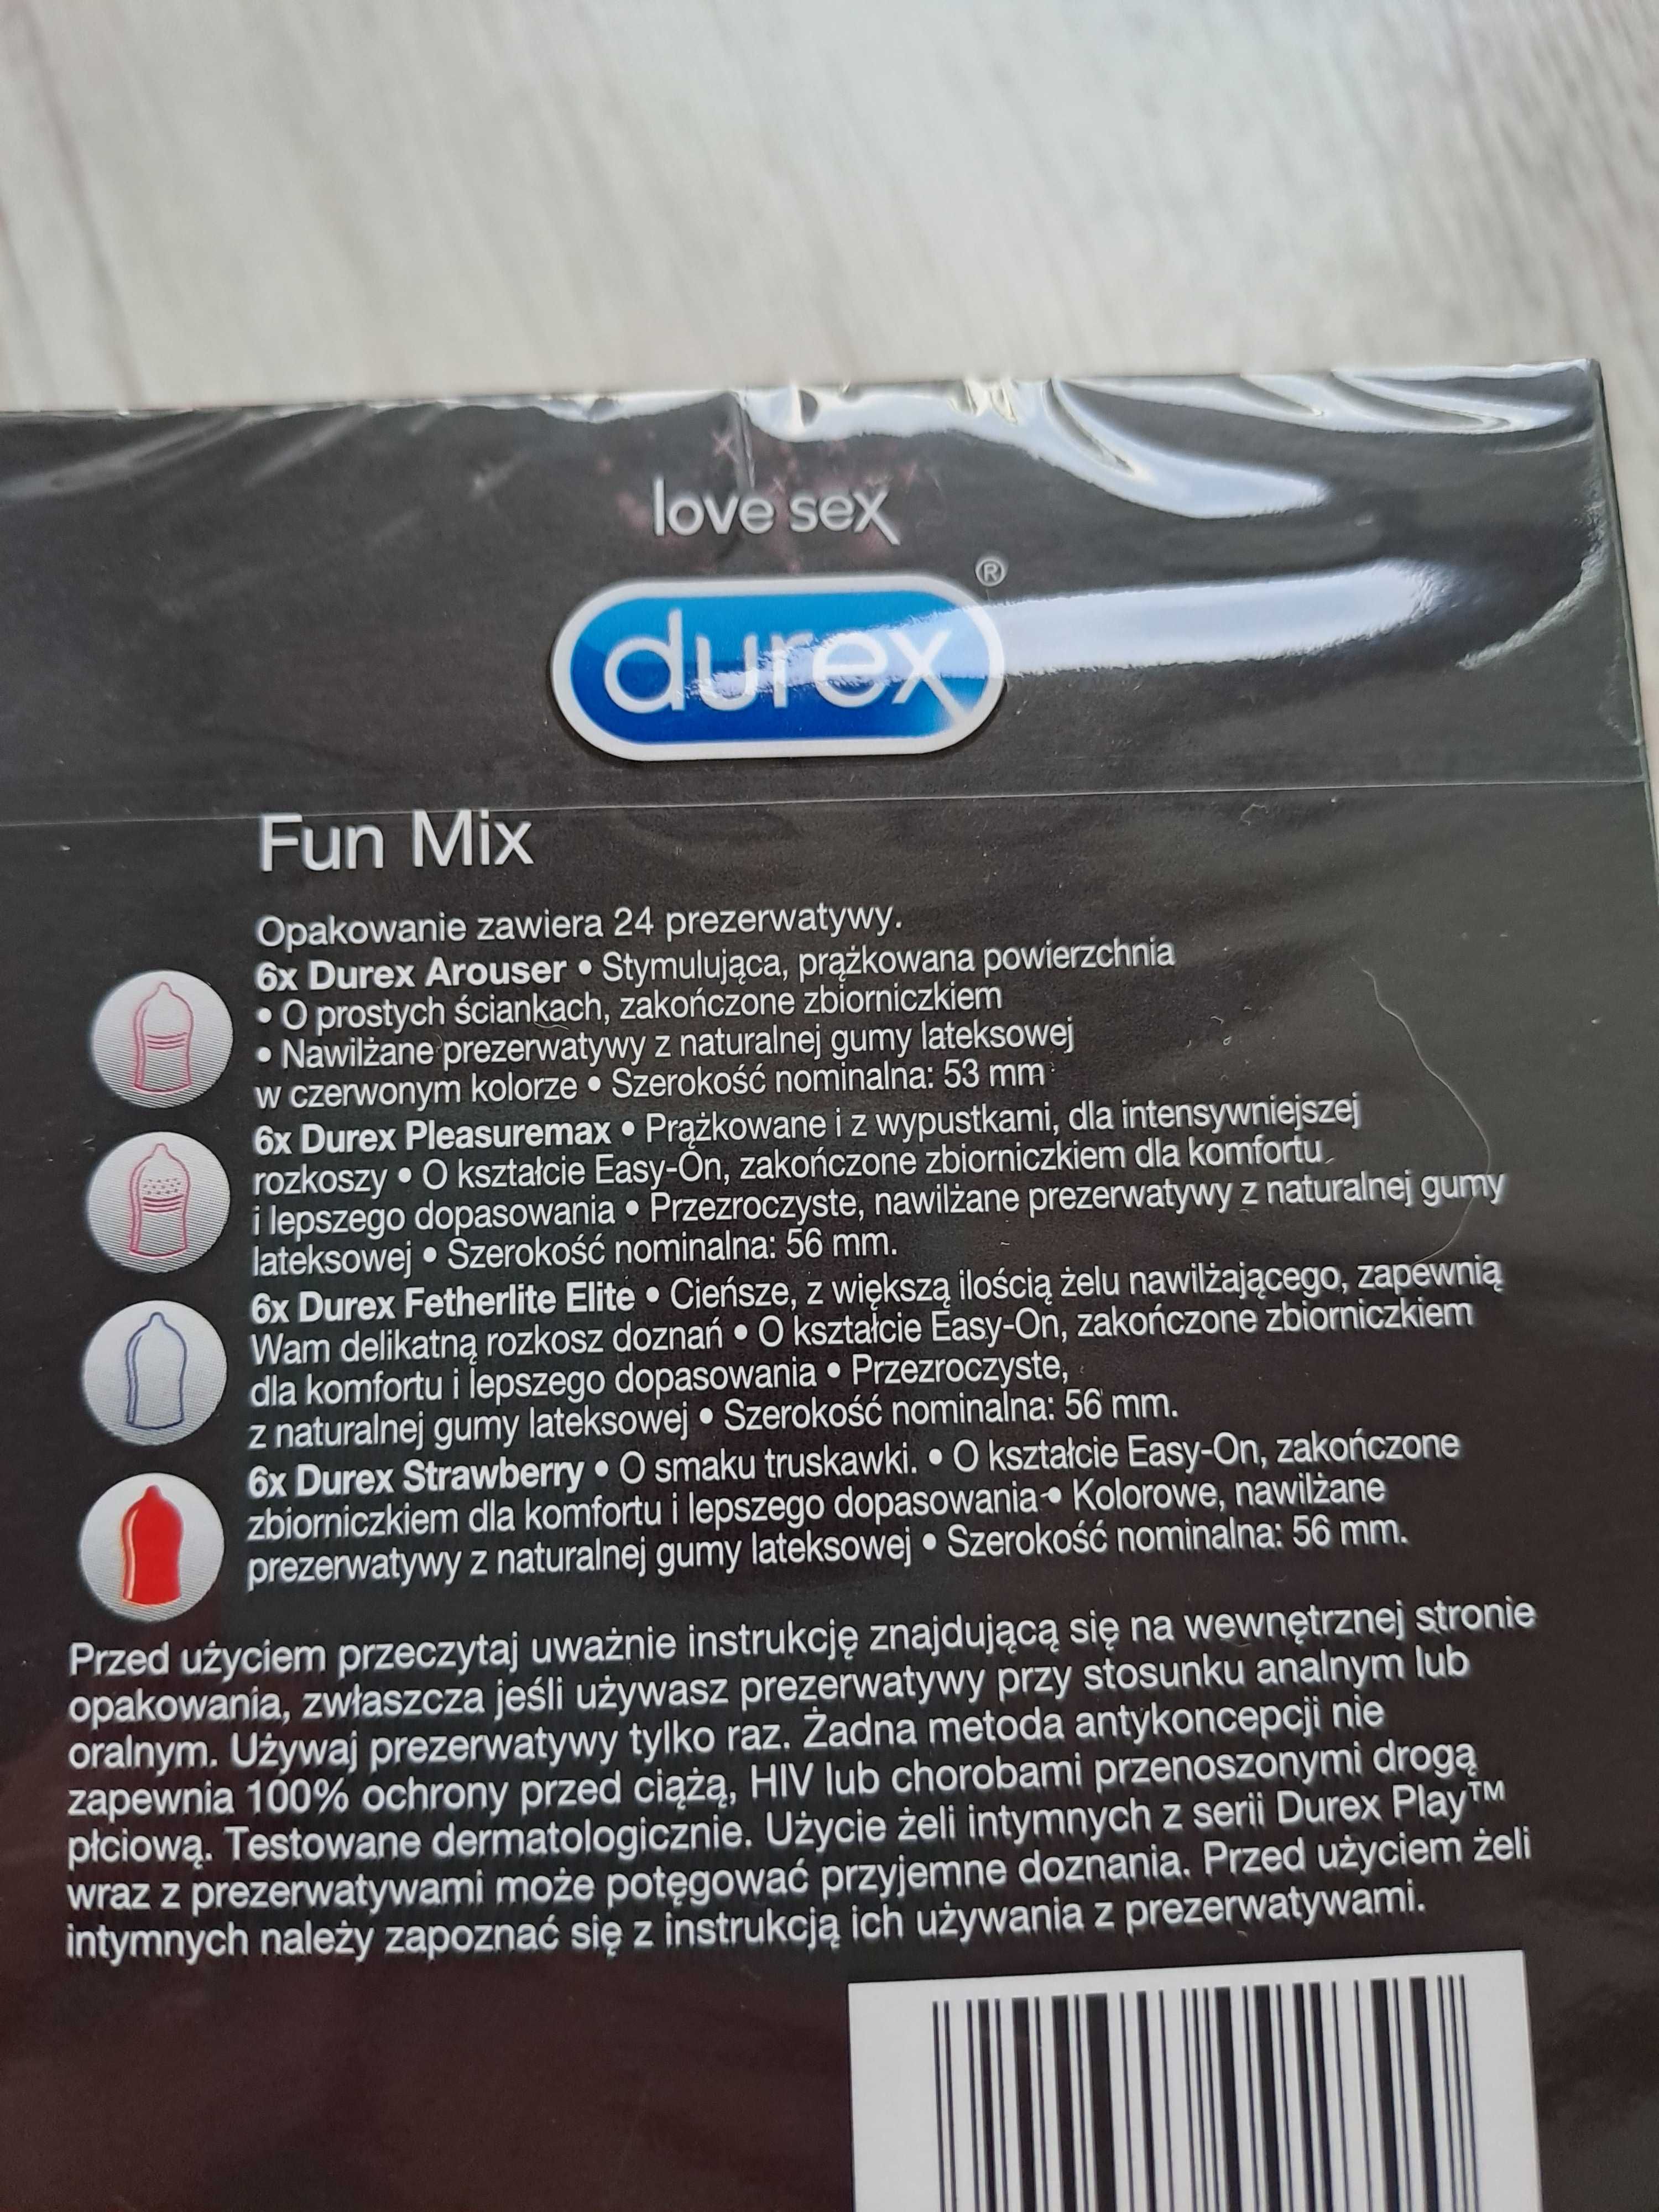 love sex
durex®
Fun Mix
Opakowanie zawiera 24 prezerwatywy.
6x Durex Arouser • Stymulująca, prążkowana powierzchnia
• O prostych ściankach, zakończone zbiorniczkiem
• Nawilżane prezerwatywy z naturalnej gumy lateksowej
w czerwonym kolorze • Szerokość nominalna: 53 mm
6x Durex Pleasuremax • Prążkowane i z wypustkami, dla intensywniejszej
rozkoszy • O kształcie Easy-On, zakończone zbiorniczkiem dla komfortu
i lepszego dopasowania • Przezroczyste, nawilżane prezerwatywy z naturalnej gumy
lateksowej • Szerokość nominalna: 56 mm.
6x Durex Fetherlite Elite • Cieńsze, z większą ilością żelu nawilżającego, zapewnią
Wam delikatną rozkosz doznań • O kształcie Easy-On, zakończone zbiorniczkiem
dla komfortu i lepszego dopasowania • Przezroczyste,
z naturalnej gumy lateksowej • Szerokość nominalna: 56 mm.
6x Durex Strawberry • O smaku truskawki. • O kształcie Easy-On, zakończone
zbiorniczkiem dla komfortu i lepszego dopasowania • Kolorowe, nawilżane
prezerwatywy z naturalnej gumy lateksowej • Szerokość nominalna: 56 mm.
Przed użyciem przeczytaj uważnie instrukcję znajdującą się na wewnętrznej stronie
opakowania, zwłaszcza jeśli używasz prezerwatywy przy stosunku analnym lub
oralnym. Używaj prezerwatywy tylko raz. Żadna metoda antykoncepcji nie
zapewnia 100% ochrony przed ciążą, HIV lub chorobami przenoszonymi drogą
płciową. Testowane dermatologicznie. Użycie żeli intymnych z serii Durex Play™
wraz z prezerwatywami może potęgować przyjemne doznania. Przed użyciem żeli
intymnych należy zapoznać się z instrukcją ich używania z prezerwatywami.